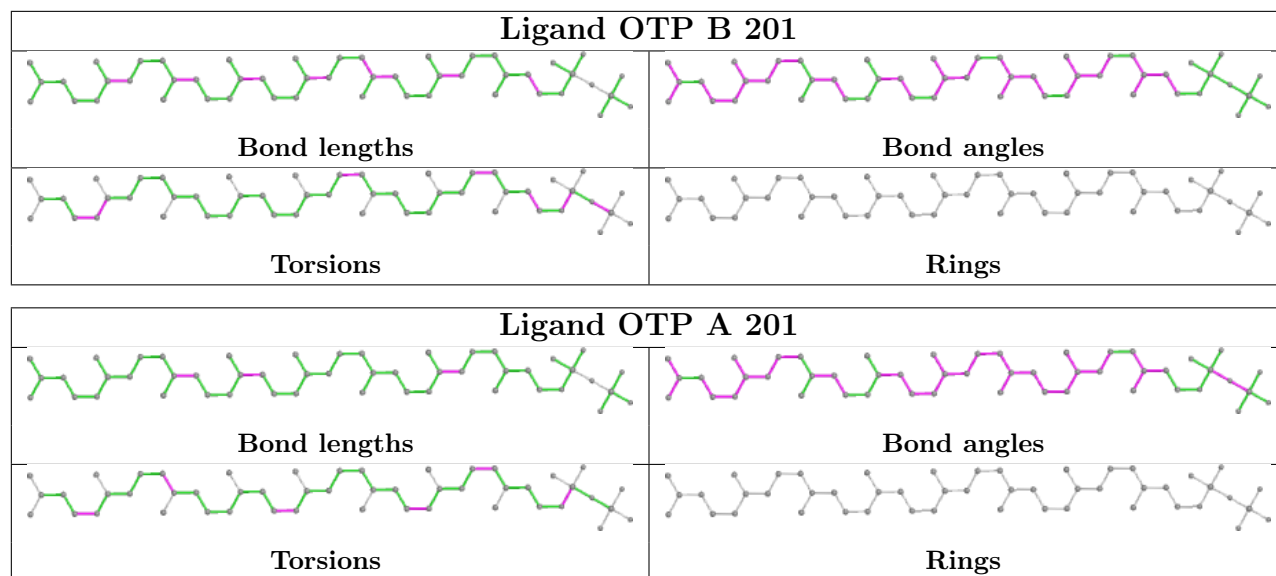 Ligand OTP B 201
Bond lengths
Bond angles
Torsions
Rings
Ligand OTP A 201
Bond lengths
Bond angles
Torsions
Rings